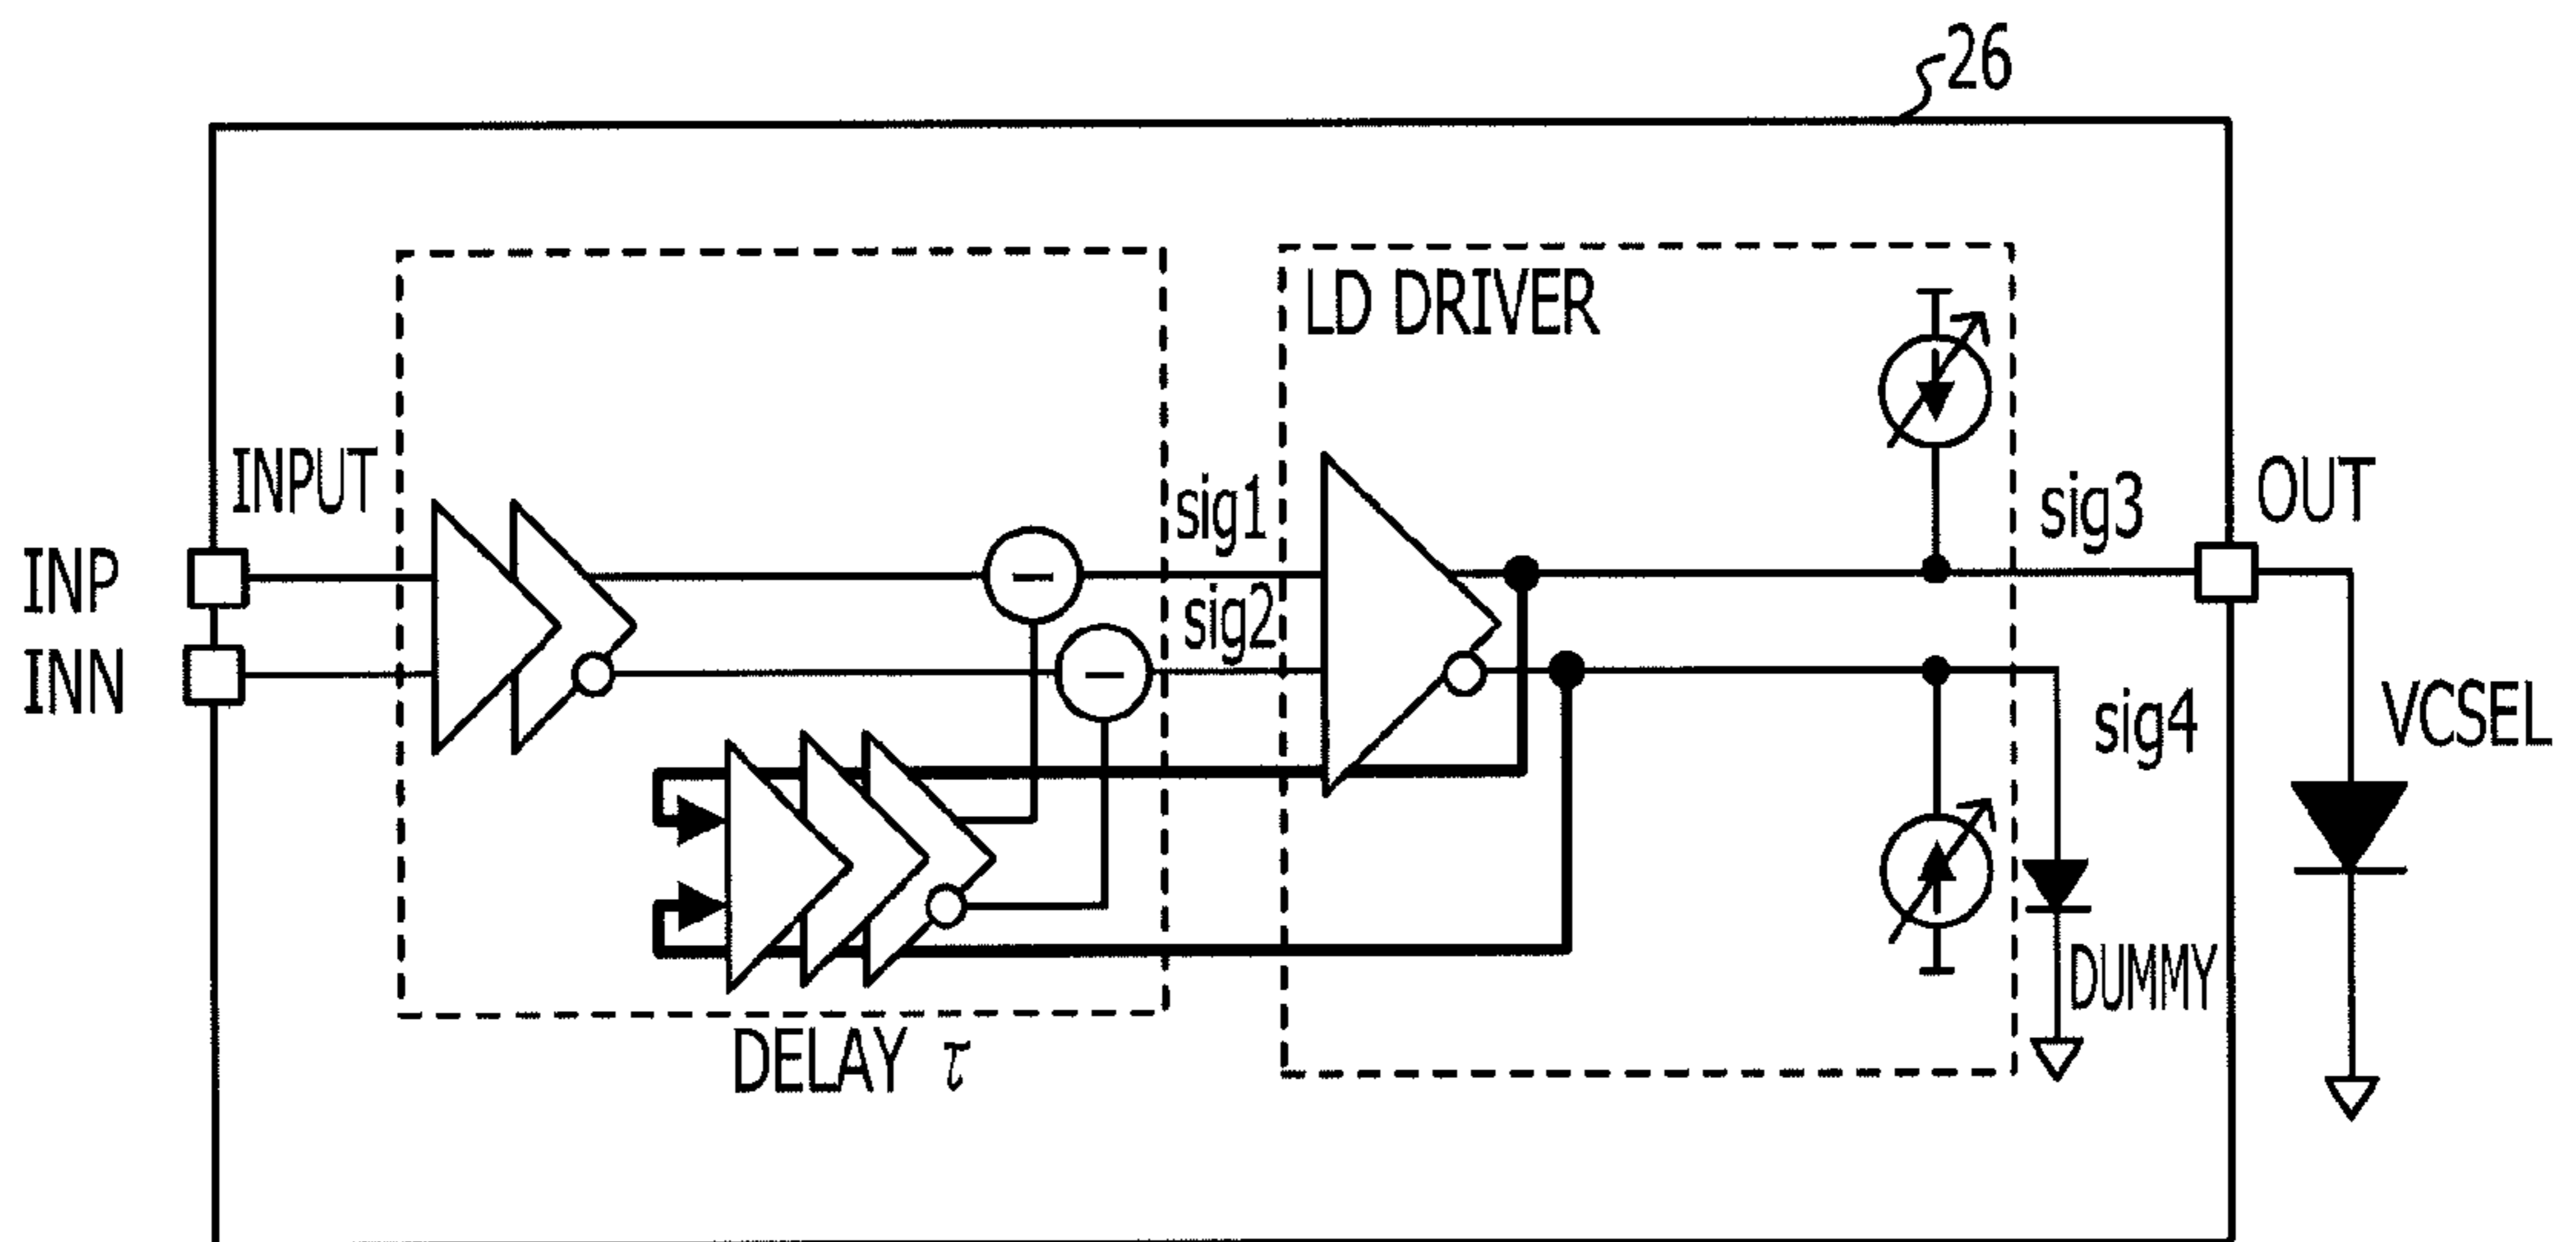 26
LD DRIVER
INPUT
sig1
sig3
OUT
INP
sig2
INN
sig4
VCSEL
DUMMY
DELAY τ